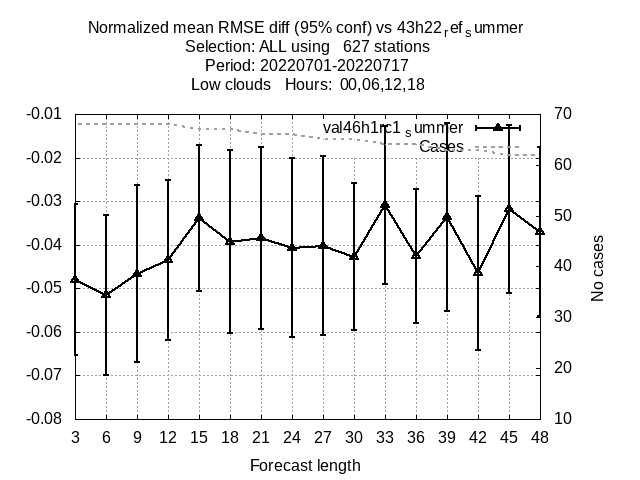 Normalized mean RMSE diff (95% conf) vs 43h22ref summer
Selection: ALL using 627 stations
Period: 20220701-20220717
Low clouds Hours: 00,06,12,18
-0.01 70
val46h1rc1summer
Cases
-0.02 60
-0.03 50
-0.04 40
-0.05 30
-0.06
-0.07 20
-0.08 10
No cases
3 6 9 12 15 18 21 24 27 30 33 36 39 42 45 48
Forecast length